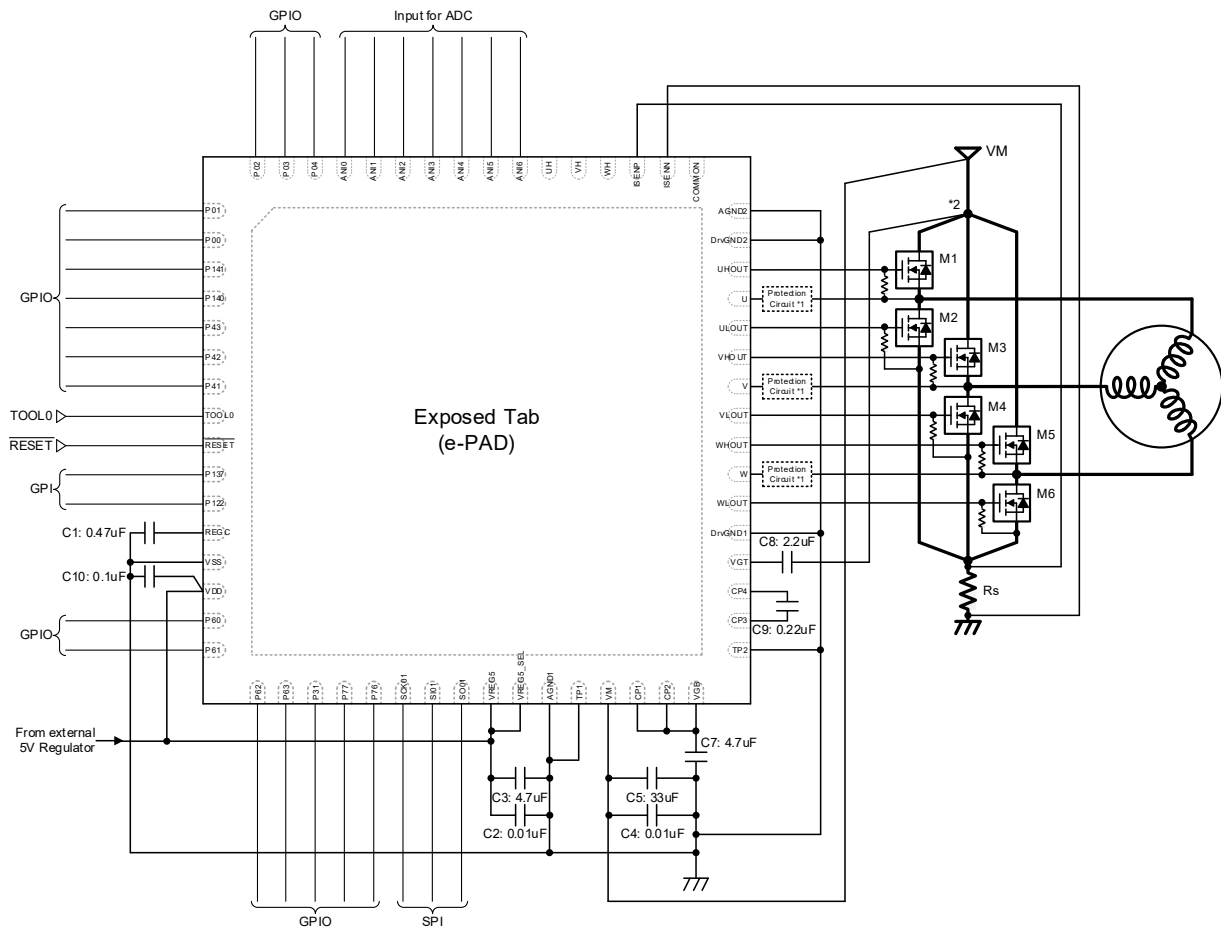 GPIO
Input for ADC
P02
P03
P04
ANI0
ANI1
ANI2
ANI3
ANI4
ANI5
ANI6
UH
VH
WH
ISENP
ISENN
COMMON
VM
*2
P01
P00
P141
P140
P43
P42
P41
GPIO
TOOL0
TOOL0
RESET
RESET
P137
P122
GPI
C1: 0.47uF
REGC
VSS
C10: 0.1uF
VDD
P60
P61
GPIO
Exposed Tab
(e-PAD)
AGND2
DrvGND2
UHOUT
U
Protection
Circuit *1
ULOUT
VHOUT
V
Protection
Circuit *1
VLOUT
WHOUT
W
Protection
Circuit *1
WLOUT
DrvGND1
C8: 2.2uF
VGT
CP4
CP3
C9: 0.22uF
TP2
M1
M2
M3
M4
M5
M6
Rs
P62
P63
P31
P77
P76
SCK01
SI01
SO01
VREG5
VREG5_SEL
AGND1
TP1
VM
CP1
CP2
VGB
From external
5V Regulator
C7: 4.7uF
C3: 4.7uF
C5: 33uF
C2: 0.01uF
C4: 0.01uF
GPIO
SPI